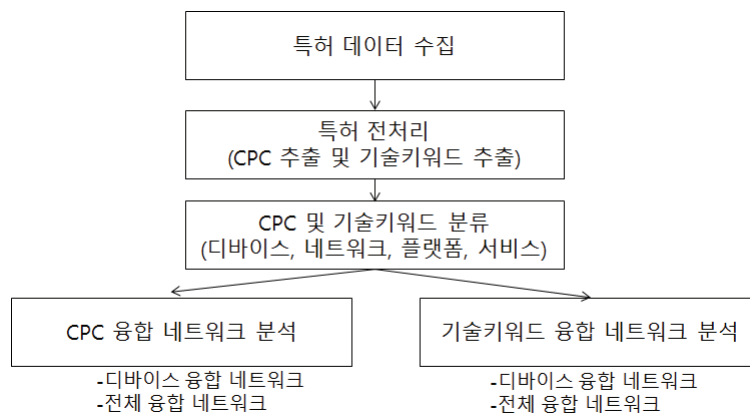 특허 데이터 수집
특허 전처리
(CPC 추출 및 기술키워드 추출)
CPC 및 기술키워드 분류
(디바이스, 네트워크, 플랫폼, 서비스)
CPC 융합 네트워크 분석
-디바이스 융합 네트워크
-전체 융합 네트워크
기술키워드 융합 네트워크 분석
-디바이스 융합 네트워크
-전체 융합 네트워크